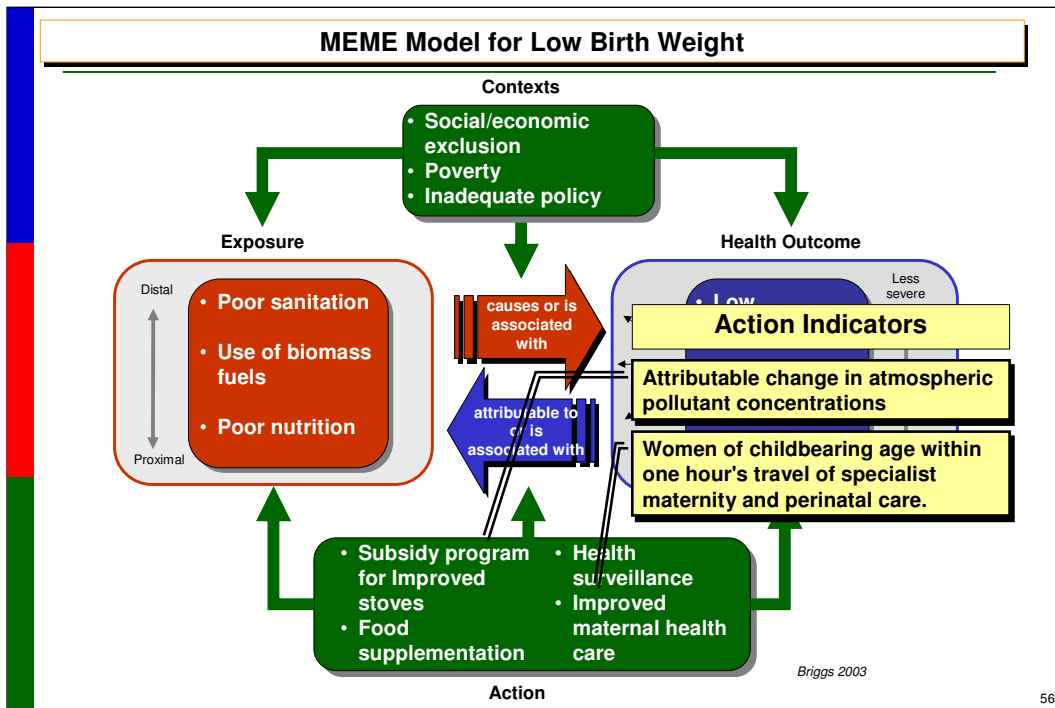 MEME Model for Low Birth Weight
Contexts
• Social/economic
exclusion
• Poverty
• Inadequate policy
Exposure
Health Outcome
Distal
• Poor sanitation
• Use of biomass
fuels
• Poor nutrition
Proximal
causes or is
associated
with
attributable to
or is
associated with
• Low
Less
severe
Action Indicators
Attributable change in atmospheric
pollutant concentrations
Women of childbearing age within
one hour's travel of specialist
maternity and perinatal care.
• Subsidy program
for Improved
stoves
• Food
supplementation
• Health
surveillance
• Improved
maternal health
care
Action
Briggs 2003
56